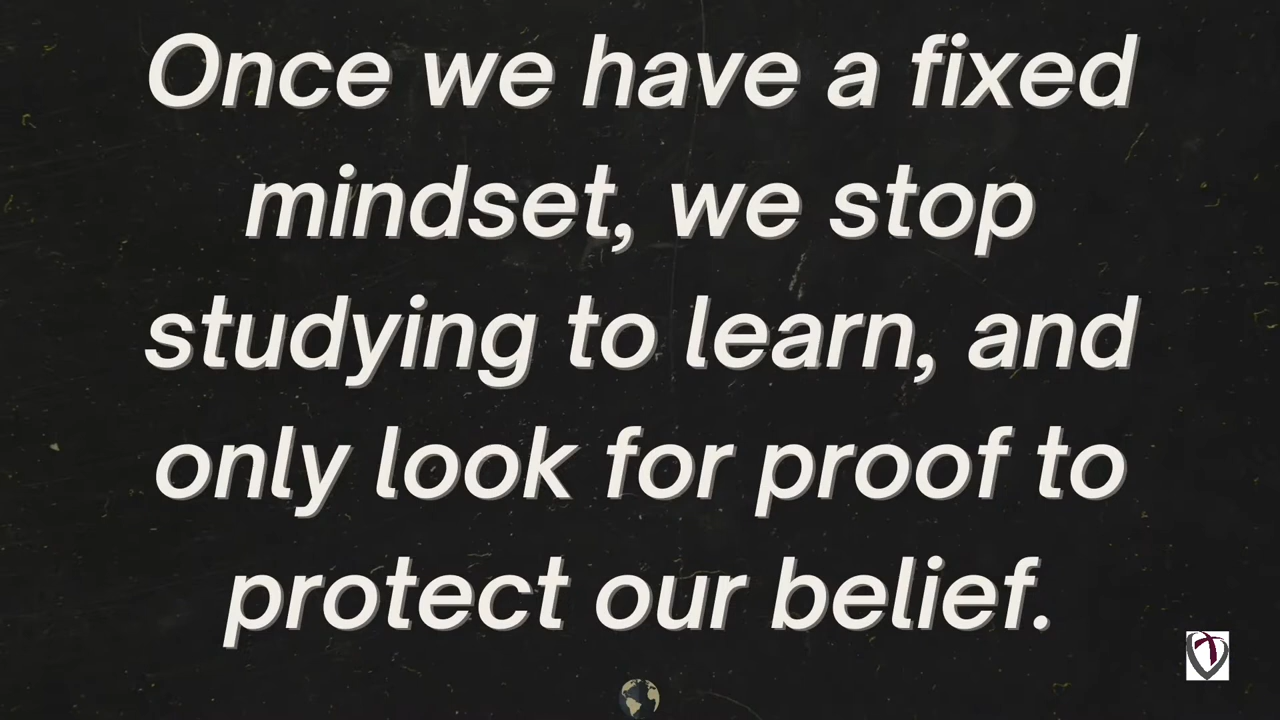 Once we have a fixed
mindset, we stop
studying to learn, and
only look for proof to
protect our belief.